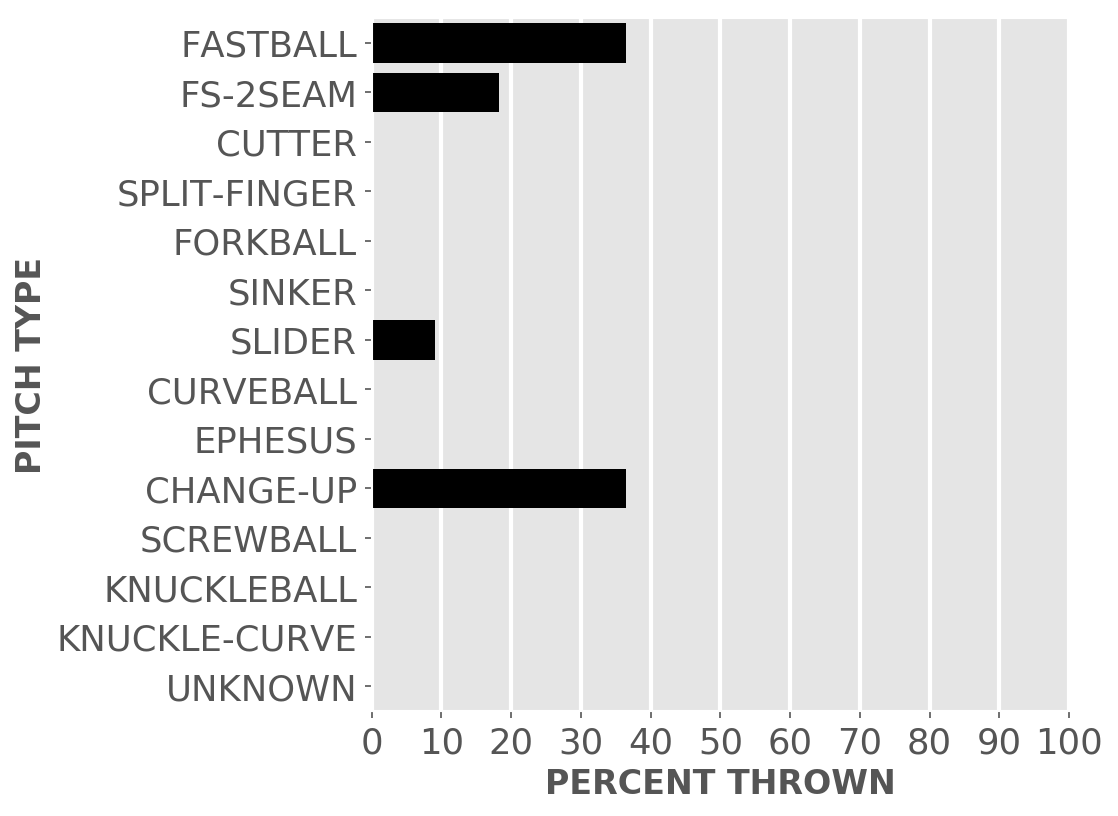 FASTBALL
FS-2SEAM
CUTTER
SPLIT-FINGER
FORKBALL
SINKER
SLIDER
CURVEBALL
EPHESUS
CHANGE-UP
SCREWBALL
KNUCKLEBALL
KNUCKLE-CURVE
UNKNOWN
PITCH TYPE
0 10 20 30 40 50 60 70 80 90 100
PERCENT THROWN